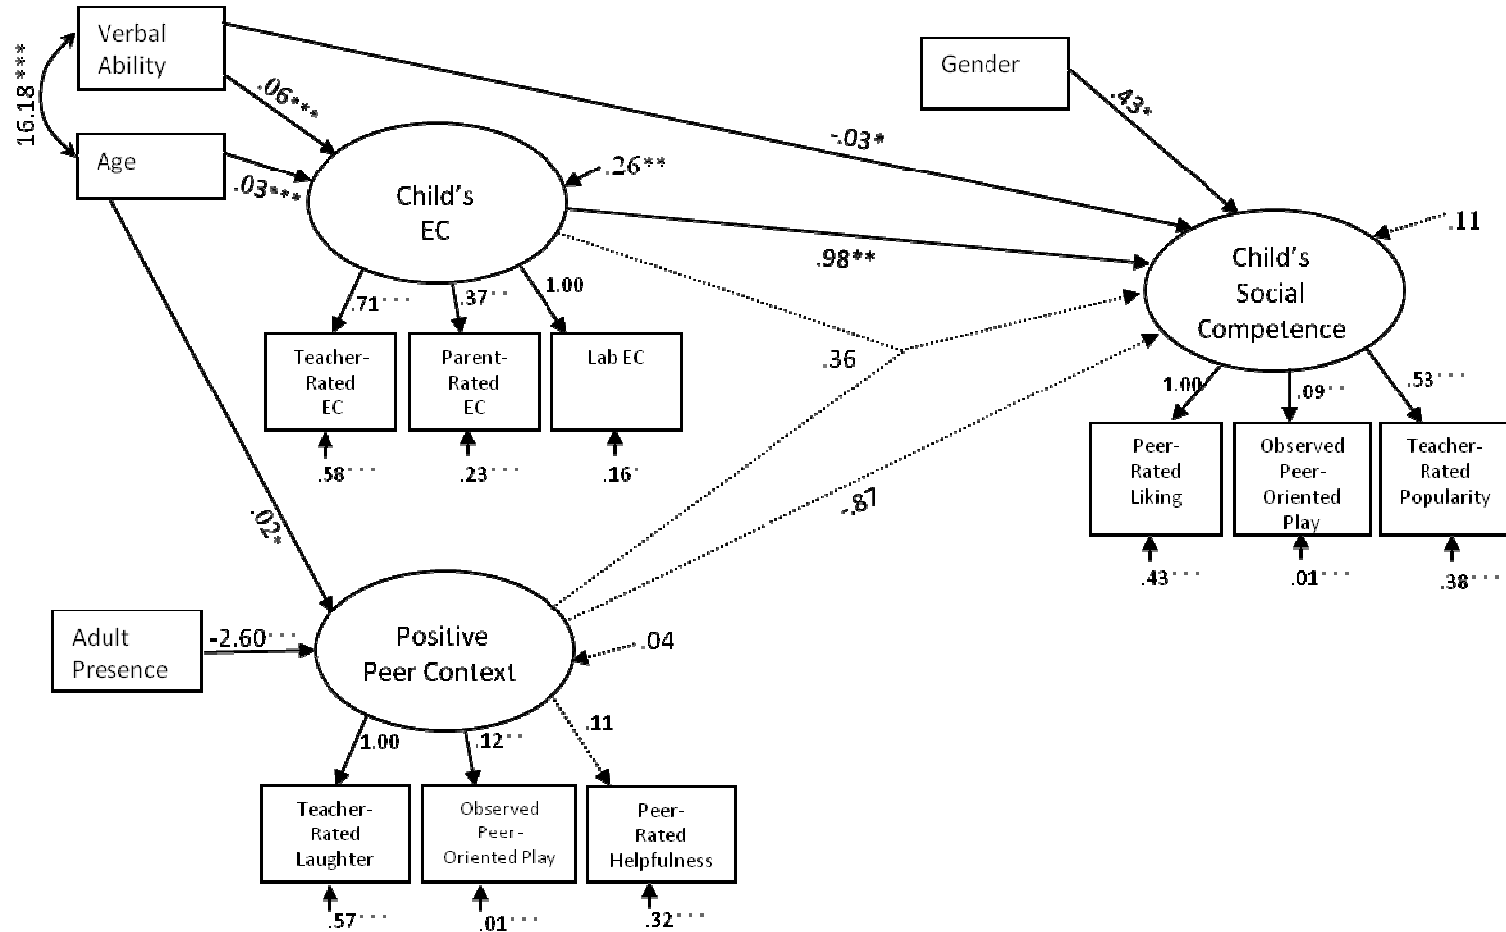 Verbal
Ability
Gender
16.18***
.06***
.43*
Age
-.03*
.03***
.26**
Child's
EC
.11
.98**
Child's
Social
Competence
.71***
.37**
1.00
Teacher-
Rated
EC
Parent-
Rated
EC
Lab EC
.36
1.00
.09**
.53***
.58***
.23***
.16*
Peer-
Rated
Liking
Observed
Peer-
Oriented
Play
Teacher-
Rated
Popularity
-.87
.02*
.43***
.01***
.38***
Adult
Presence
-2.60***
Positive
Peer Context
.04
1.00
.12**
.11
Teacher-
Rated
Laughter
Observed
Peer-
Oriented Play
Peer-
Rated
Helpfulness
.57***
.01***
.32***